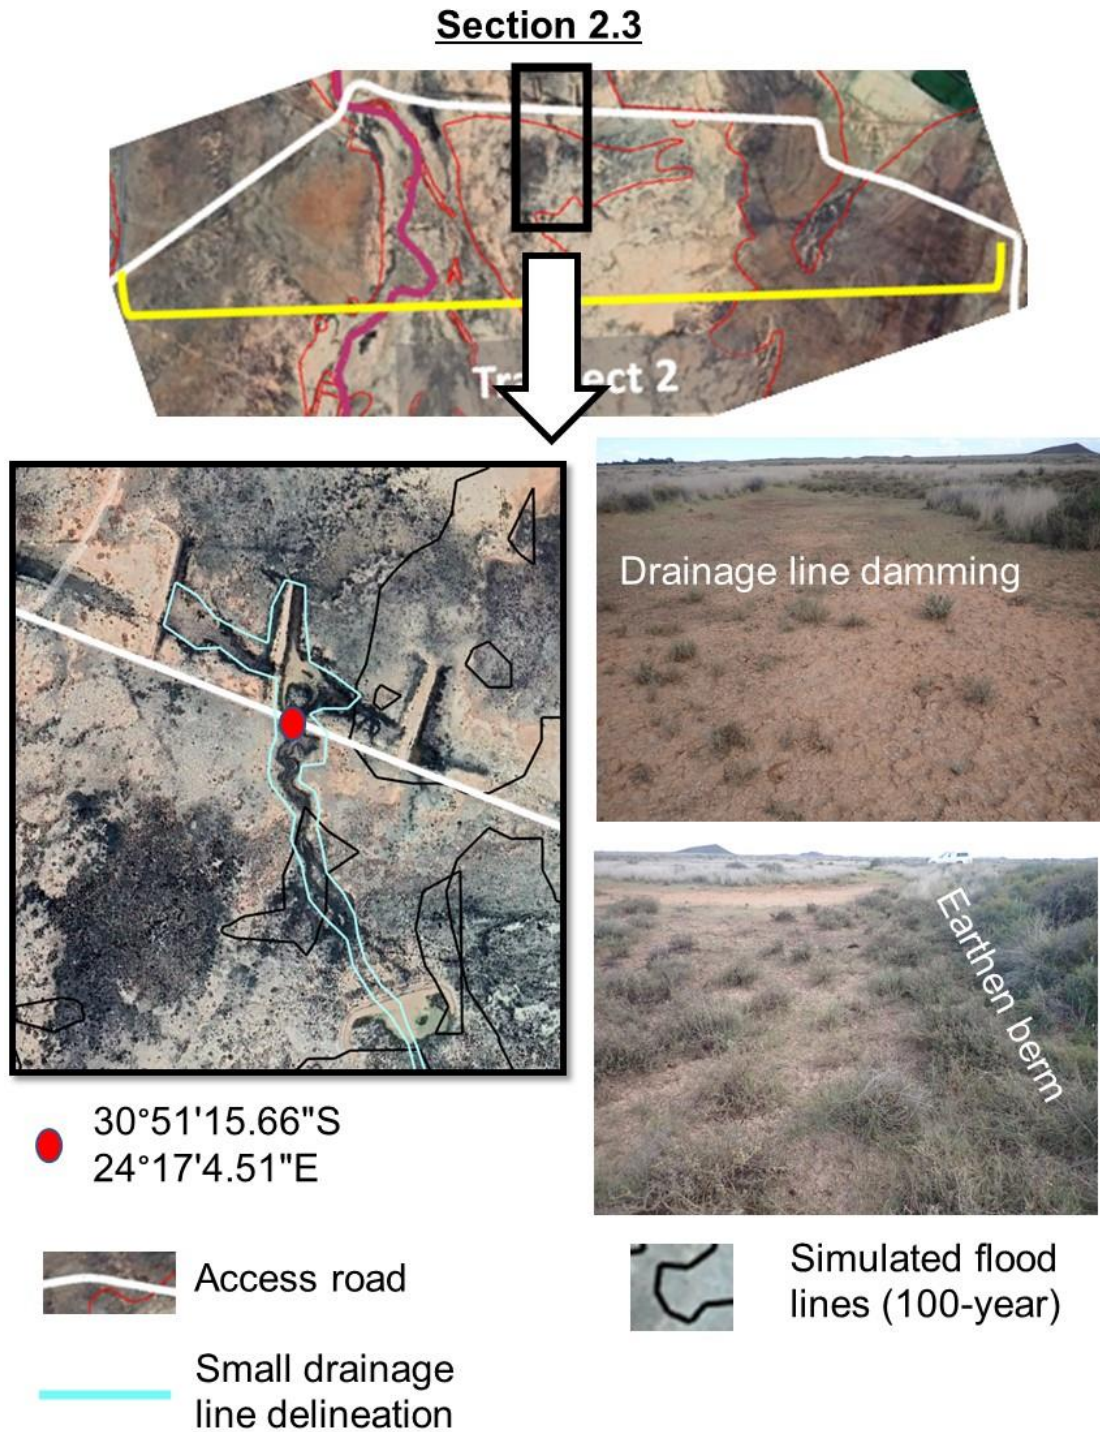 Section 2.3
Tra ect 2
Drainage line damming
Earthen berm
30°51'15.66"S
24°17'4.51"E
Access road
Simulated flood
lines (100-year)
Small drainage
line delineation